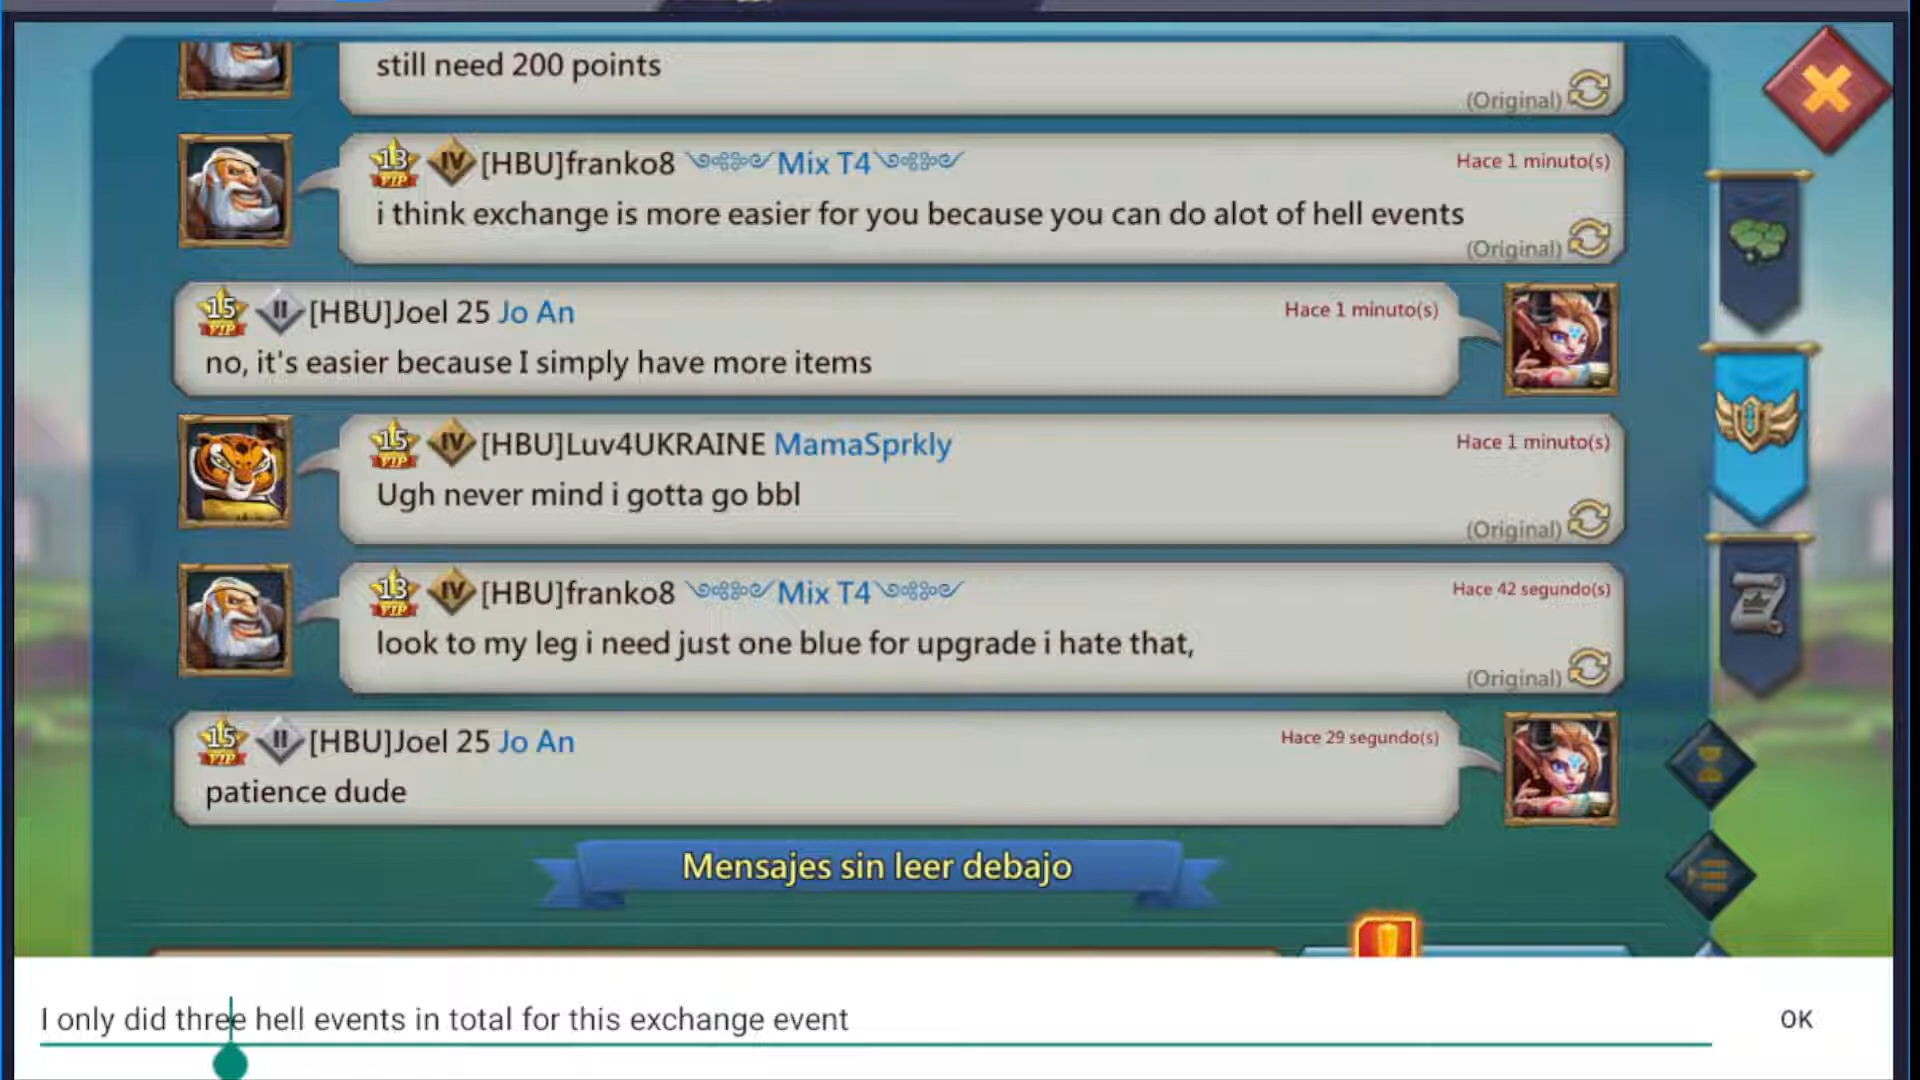 still need 200 points
(Original)
13 VIP IV [HBU]franko8 Mix T4 Hace 1 minuto(s)
i think exchange is more easier for you because you can do alot of hell events
(Original)
15 VIP II [HBU]Joel 25 Jo An Hace 1 minuto(s)
no, it's easier because I simply have more items
15 VIP IV [HBU]Luv4UKRAINE MamaSprkly Hace 1 minuto(s)
Ugh never mind i gotta go bbl
(Original)
13 VIP IV [HBU]franko8 Mix T4 Hace 42 segundo(s)
look to my leg i need just one blue for upgrade i hate that,
(Original)
15 VIP II [HBU]Joel 25 Jo An Hace 29 segundo(s)
patience dude
Mensajes sin leer debajo
I only did three hell events in total for this exchange event
OK